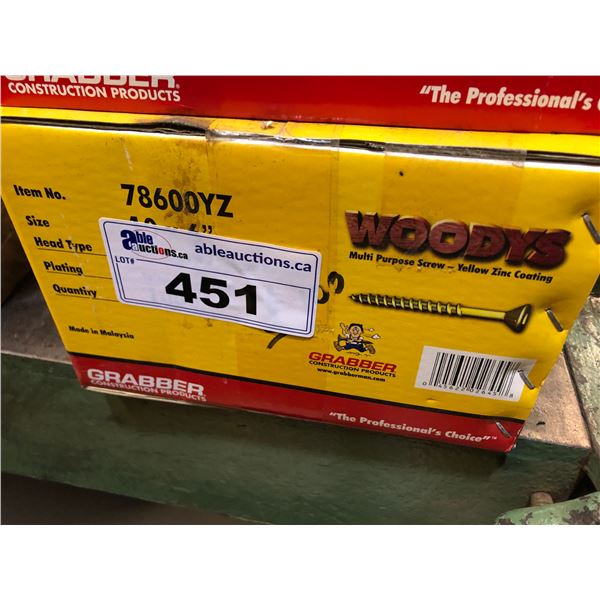 GRABBER
CONSTRUCTION PRODUCTS
"The Professional's
Item No. 78600YZ
Size
Head Type
Plating
Quantity
Made in Malaysia
able auctions.ca
ableauctions.ca
LOT# 451
WOODYS
Multi Purpose Screw - Yellow Zinc Coating
GRABBER
CONSTRUCTION PRODUCTS
www.grabberman.com
GRABBER
CONSTRUCTION PRODUCTS
"The Professional's Choice"™